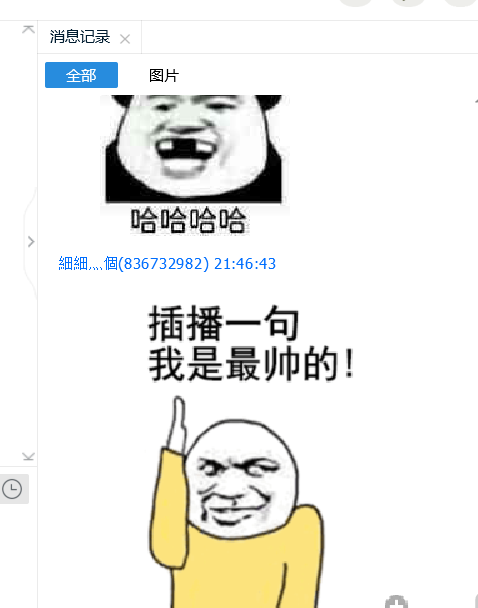 消息记录
全部
图片
哈哈哈哈
細細灬個(836732982) 21:46:43
插播一句
我是最帅的!